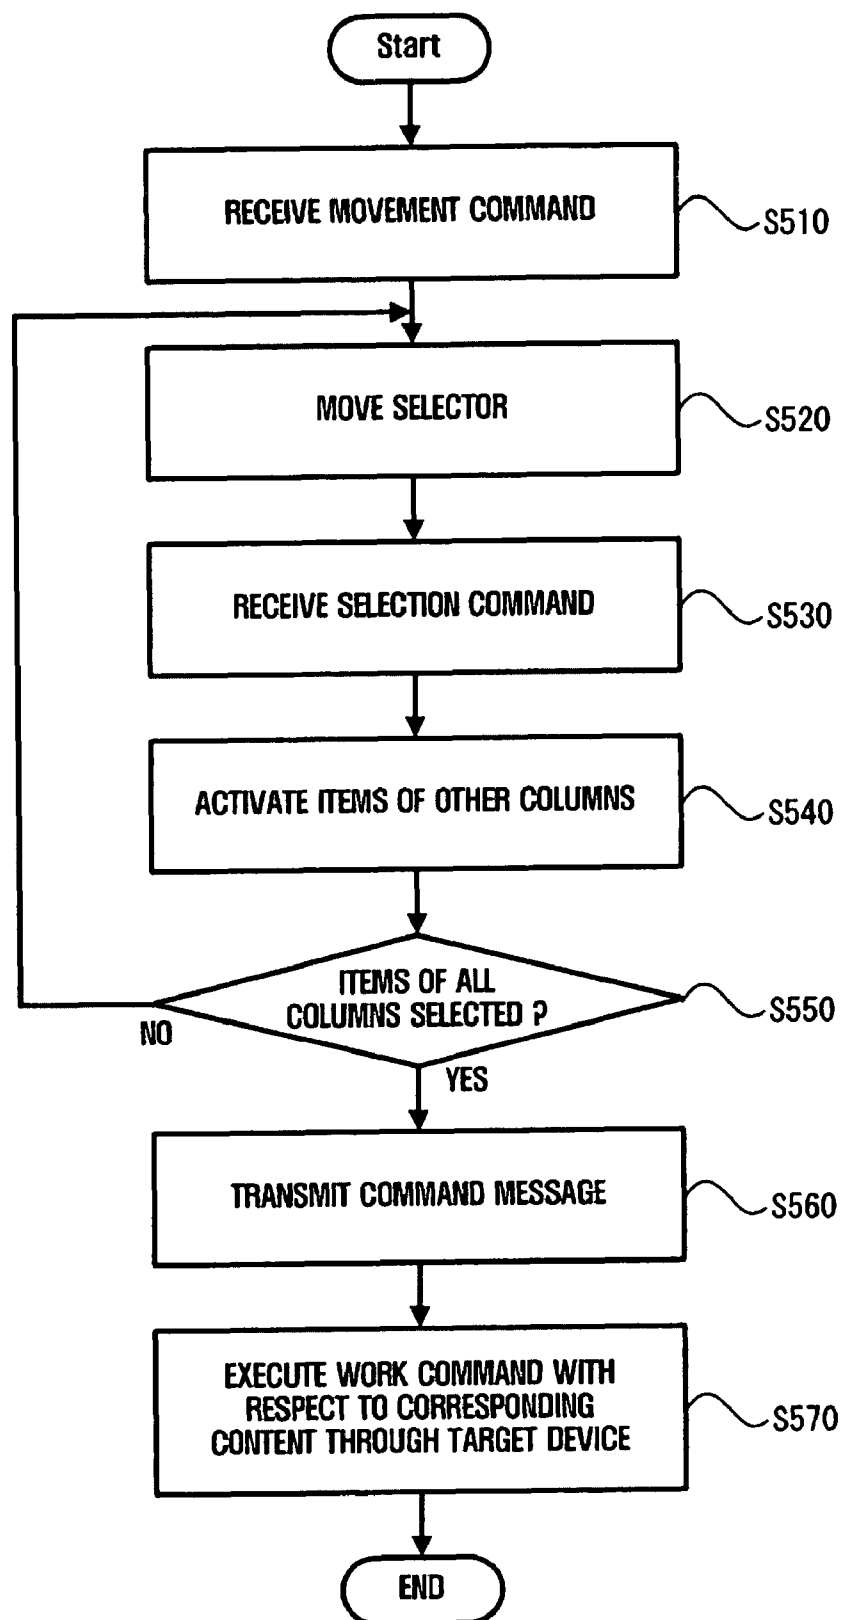 Start
RECEIVE MOVEMENT COMMAND
S510
MOVE SELECTOR
S520
RECEIVE SELECTION COMMAND
S530
ACTIVATE ITEMS OF OTHER COLUMNS
S540
ITEMS OF ALL
COLUMNS SELECTED ?
S550
NO
YES
TRANSMIT COMMAND MESSAGE
S560
EXECUTE WORK COMMAND WITH
RESPECT TO CORRESPONDING
CONTENT THROUGH TARGET DEVICE
S570
END